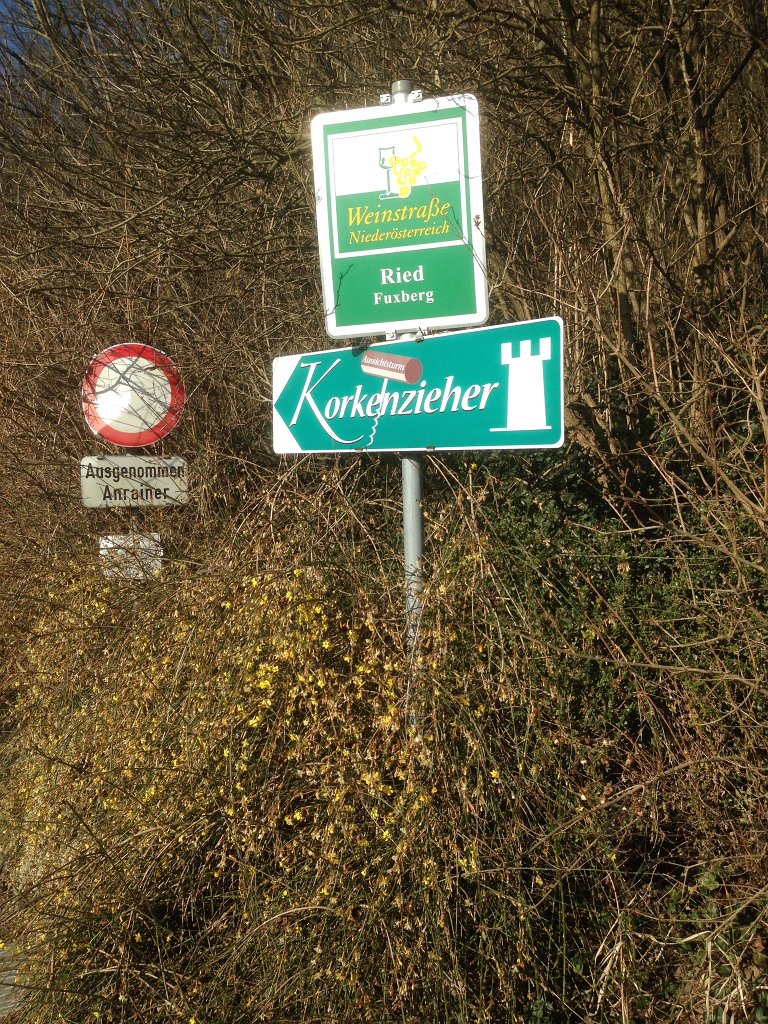 Weinstraße
Niederösterreich
Ried
Fuxberg
Aussichtsturm
Korkenzieher
Ausgenommen
Anrainer